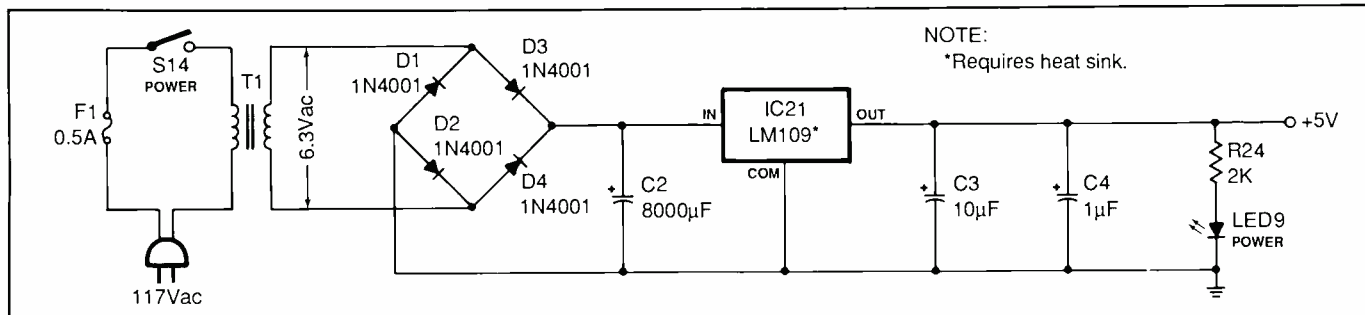 NOTE:
*Requires heat sink.
S14
POWER
T1
F1
0.5A
117Vac
6.3Vac
D1
1N4001
D3
1N4001
D2
1N4001
D4
1N4001
+
C2
8000µF
IN
IC21
LM109*
OUT
COM
+
C3
10µF
+
C4
1µF
+5V
R24
2K
LED9
POWER